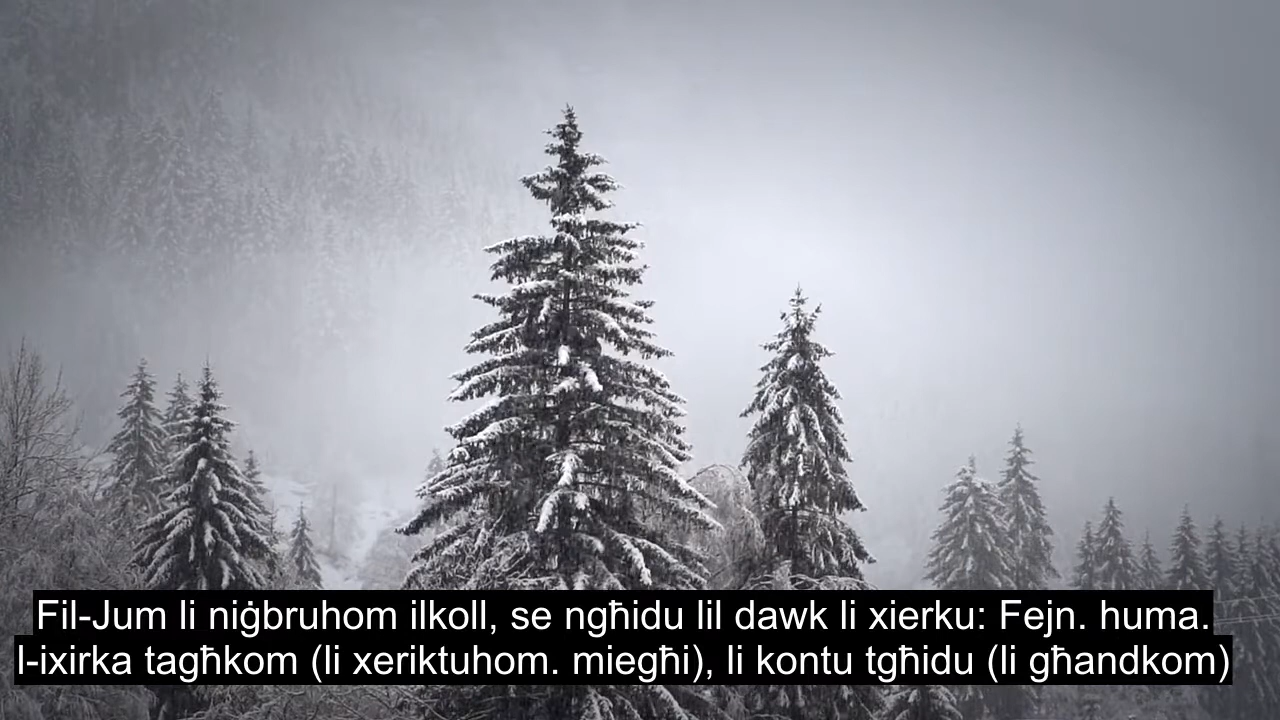 Fil-Jum li niġbruhom ilkoll, se ngħidu lil dawk li xierku: Fejn. huma.
l-ixirka tagħkom (li xeriktuhom. miegħi), li kontu tgħidu (li għandkom)